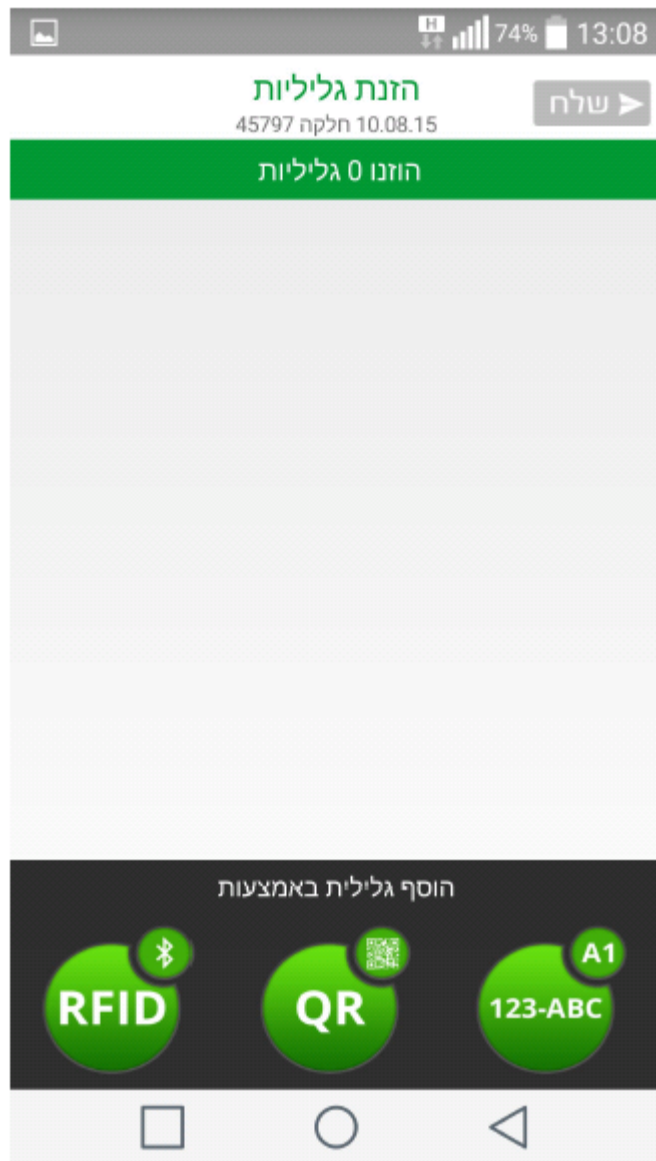 H 74% 13:08
הזנת גליליות
שלח
10.08.15 חלקה 45797
הוזנו 0 גליליות
הוסף גלילית באמצעות
A1
RFID QR 123-ABC